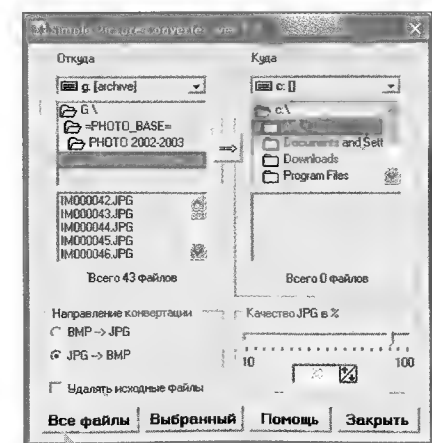 Simple Picture converter ver
Откуда
g: [archive]
G:\
=PHOTO_BASE=
PHOTO 2002-2003
IM000042.JPG
IM000043.JPG
IM000044.JPG
IM000045.JPG
IM000046.JPG
Всего 43 файлов
Куда
c: []
c:\
Documents and Sett
Downloads
Program Files
Всего 0 файлов
Направление конвертации
BMP -> JPG
JPG -> BMP
Удалять исходные файлы
Качество JPG в %
10 100
Все файлы Выбранный Помощь Закрыть